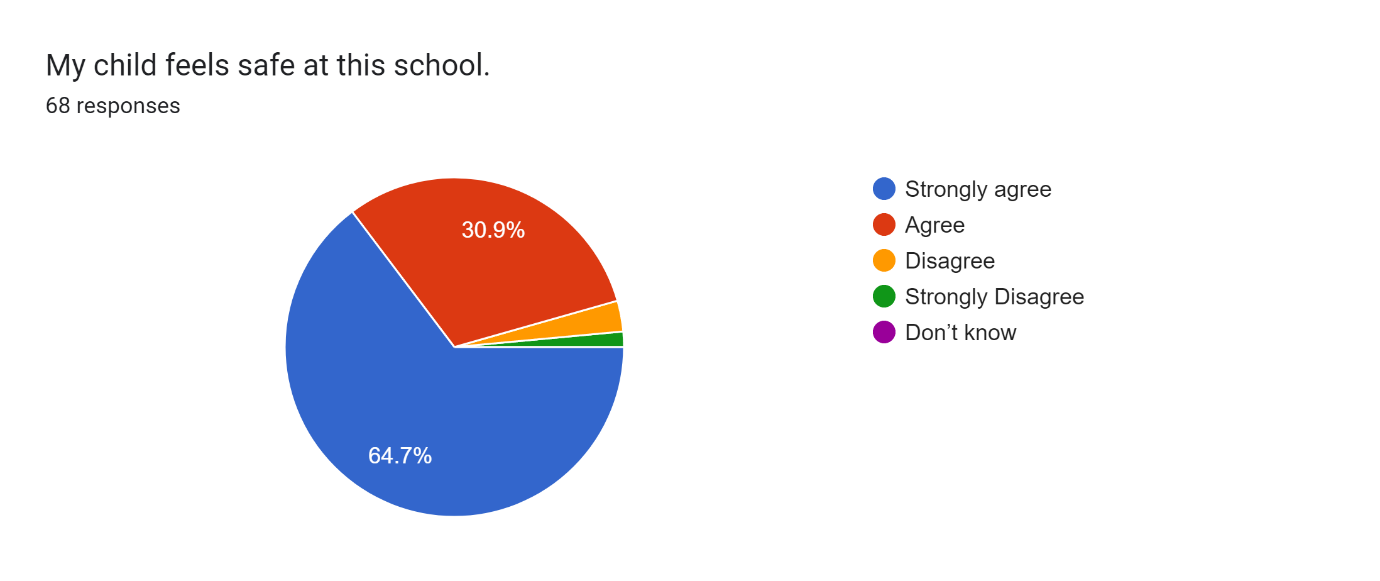 My child feels safe at this school.
68 responses
30.9%
64.7%
Strongly agree
Agree
Disagree
Strongly Disagree
Don’t know